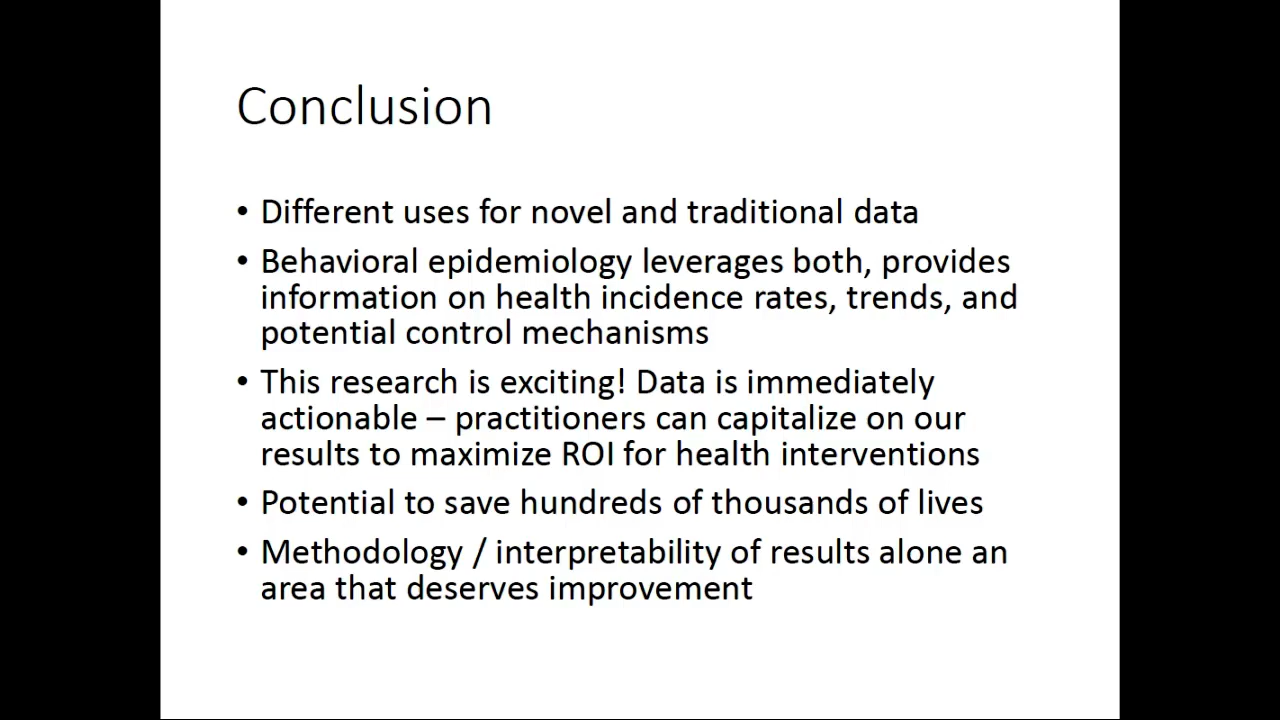 Conclusion
• Different uses for novel and traditional data
• Behavioral epidemiology leverages both, provides
information on health incidence rates, trends, and
potential control mechanisms
• This research is exciting! Data is immediately
actionable – practitioners can capitalize on our
results to maximize ROI for health interventions
• Potential to save hundreds of thousands of lives
• Methodology / interpretability of results alone an
area that deserves improvement